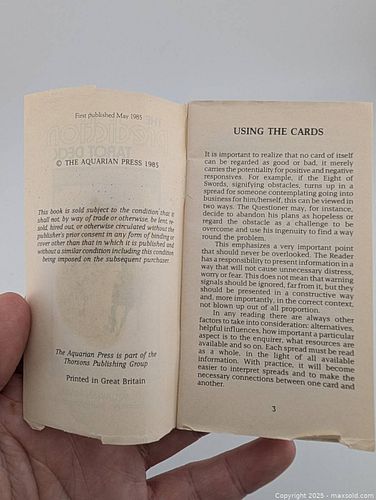 First published May 1985
© THE AQUARIAN PRESS 1985
This book is sold subject to the condition that it
shall not, by way of trade or otherwise, be lent, re-
sold, hired out, or otherwise circulated without the
publisher's prior consent in any form of binding or
cover other than that in which it is published and
without a similar condition including this condition
being imposed on the subsequent purchaser.
The Aquarian Press is part of the
Thorsons Publishing Group
Printed in Great Britain
USING THE CARDS
It is important to realize that no card of itself
can be regarded as good or bad, it merely
carries the potentiality for positive and negative
responsives. For example, if the Eight of
Swords, signifying obstacles, turns up in a
spread for someone contemplating going into
business for him/herself, this can be viewed in
two ways. The Questioner may, for instance,
decide to abandon his plans as hopeless or
regard the obstacle as a challenge to be
overcome and use his ingenuity to find a way
round the problem.
This emphasizes a very important point
that should never be overlooked. The Reader
has a responsibility to present information in a
way that will not cause unnecessary distress,
worry or fear. This does not mean that warning
signals should be ignored, far from it, but they
should be presented in a constructive way
and, more importantly, in the correct context,
not blown up out of all proportion.
In any reading there are always other
factors to take into consideration: alternatives,
helpful influences, how important a particular
aspect is to the enquirer, what resources are
available and so on. Each spread must be read
as a whole, in the light of all available
information. With practice, it will become
easier to interpret spreads and to make the
necessary connections between one card and
another.
3
Copyright 2025 - maxsold.com